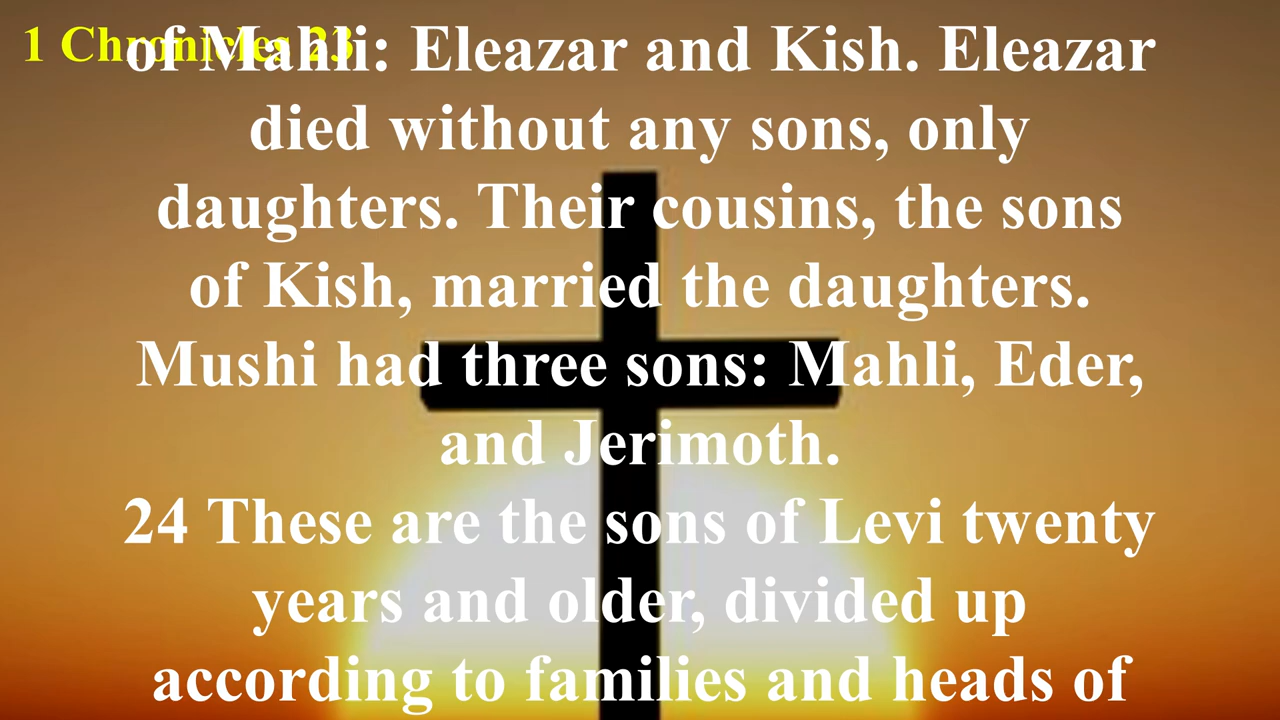 1 Chronicles 23
of Mahli: Eleazar and Kish. Eleazar
died without any sons, only
daughters. Their cousins, the sons
of Kish, married the daughters.
Mushi had three sons: Mahli, Eder,
and Jerimoth.
24 These are the sons of Levi twenty
years and older, divided up
according to families and heads of